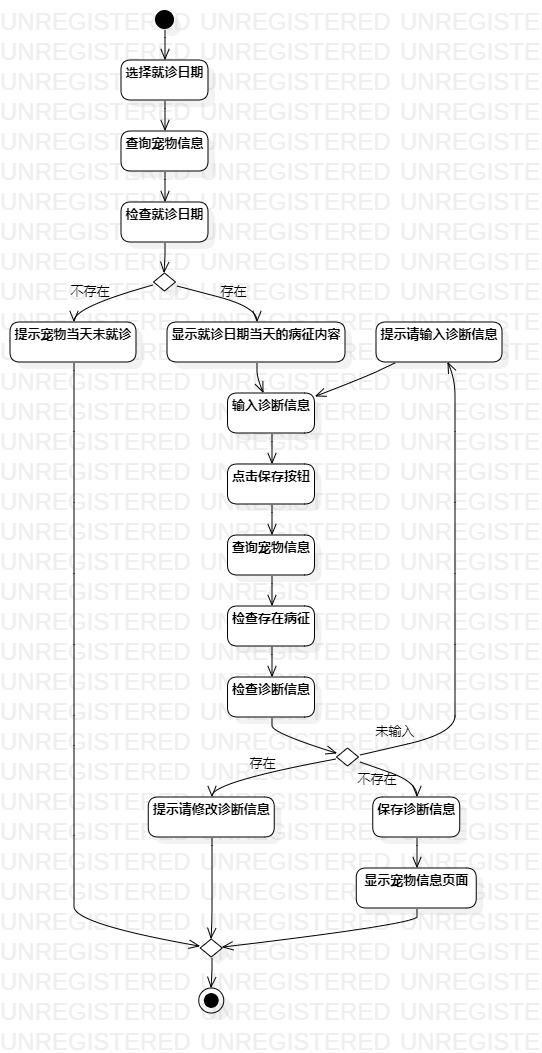 选择就诊日期
查询宠物信息
检查就诊日期
不存在
存在
提示宠物当天未就诊
显示就诊日期当天的病征内容
提示请输入诊断信息
输入诊断信息
点击保存按钮
查询宠物信息
检查存在病征
检查诊断信息
未输入
存在
不存在
提示请修改诊断信息
保存诊断信息
显示宠物信息页面
UNREGISTERED